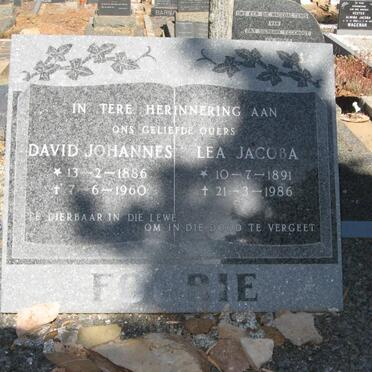 IN TERE HERINNERING AAN
ONS GELIEFDE OUERS
DAVID JOHANNES
* 13-2-1886
† 7-6-1960
LEA JACOBA
* 10-7-1891
† 21-3-1986
TE DIERBAAR IN DIE LEWE
OM IN DIE DOOD TE VERGEET